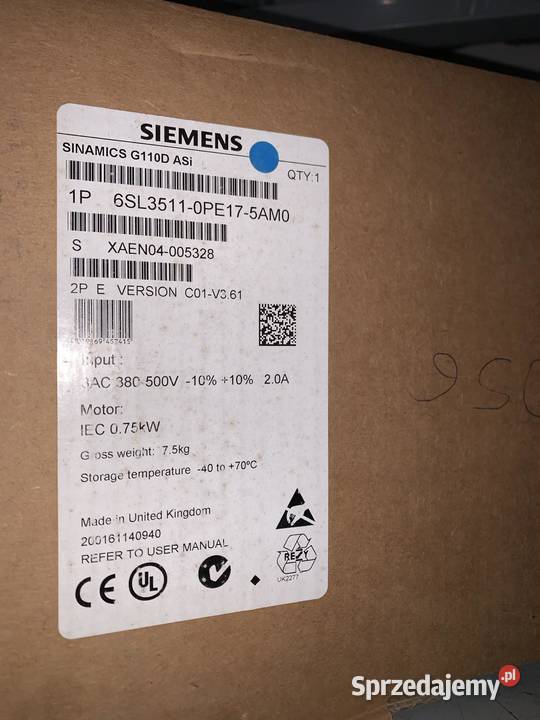 SIEMENS
SINAMICS G110D ASi
QTY:1
1P 6SL3511-0PE17-5AM0
S XAEN04-005328
2P E VERSION C01-V3.61
Input :
3AC 380-500V -10% +10% 2.0A
Motor:
IEC 0.75kW
Gross weight: 7.5kg
Storage temperature -40 to +70ºC
Made in United Kingdom
200161140940
REFER TO USER MANUAL
CE UL N
REZY
UK2277
Sprzedajemy.pl